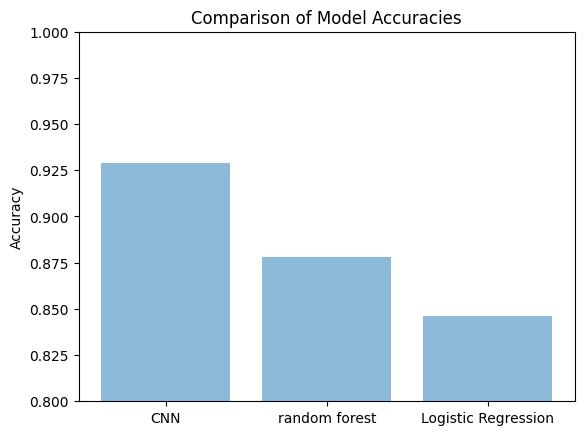 Comparison of Model Accuracies
1.000
0.975
0.950
0.925
0.900
0.875
0.850
0.825
0.800
Accuracy
CNN
random forest
Logistic Regression